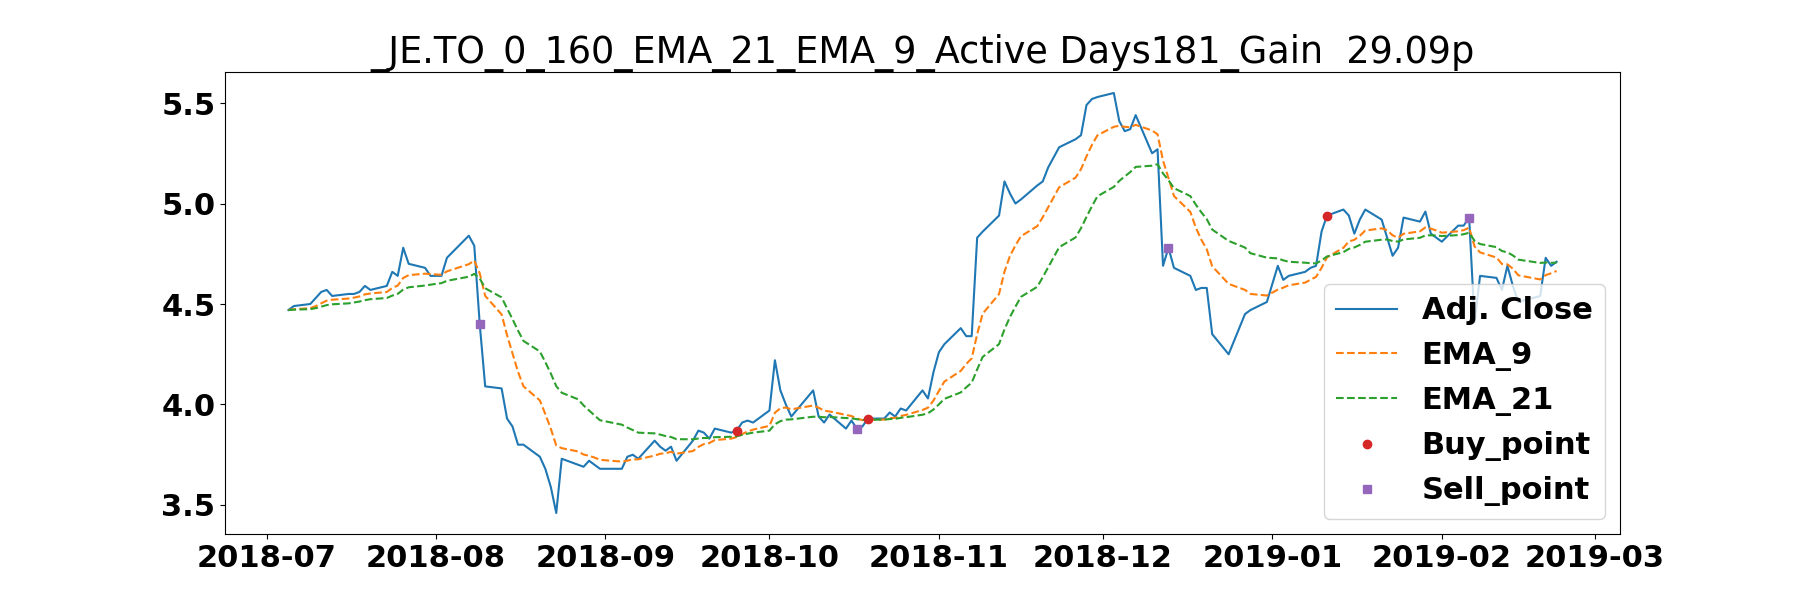 _JE.TO_0_160_EMA_21_EMA_9_Active Days181_Gain  29.09p
5.5
5.0
4.5
4.0
3.5
Adj. Close
EMA_9
EMA_21
Buy_point
Sell_point
2018-07 2018-08 2018-09 2018-10 2018-11 2018-12 2019-01 2019-02 2019-03